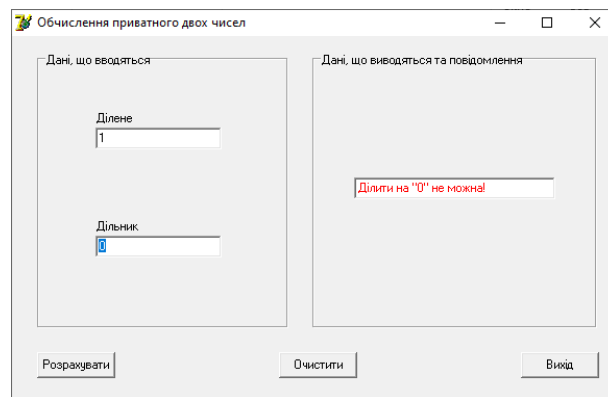 Обчислення приватного двох чисел
Дані, що вводяться
Ділене
1
Дільник
0
Дані, що виводяться та повідомлення
Ділити на "0" не можна!
Розрахувати
Очистити
Вихід